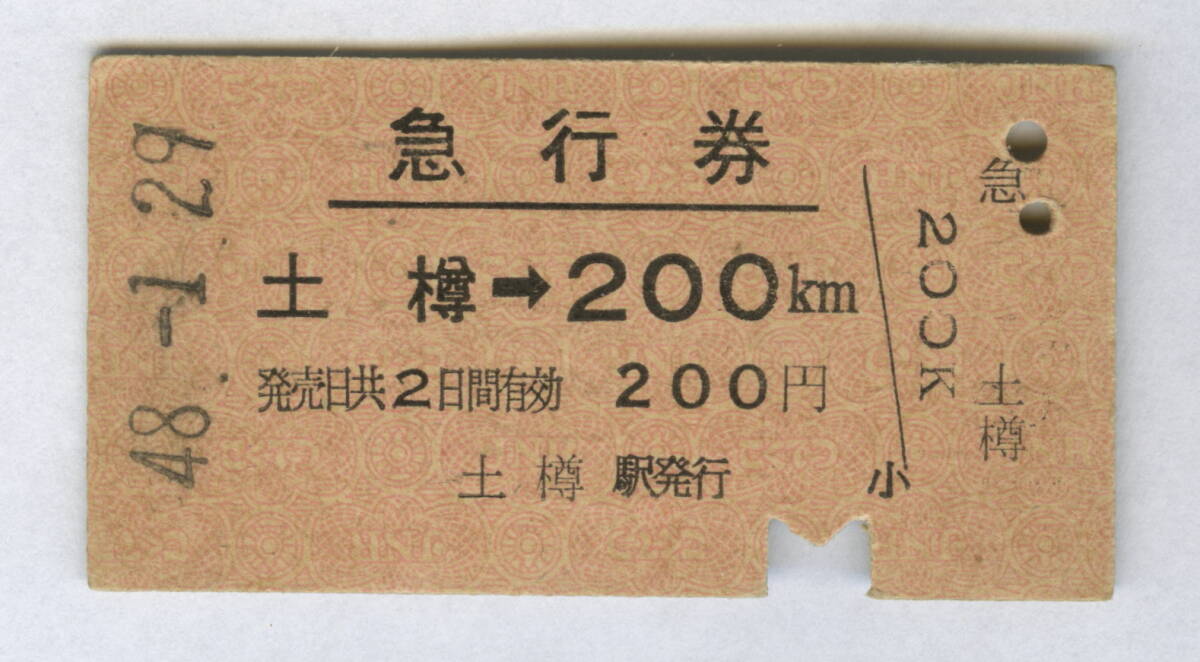 48.-1.29
急行券
土樽➡200km
発売日共2日間有効 200円
土樽駅発行
小
200K
急 土樽